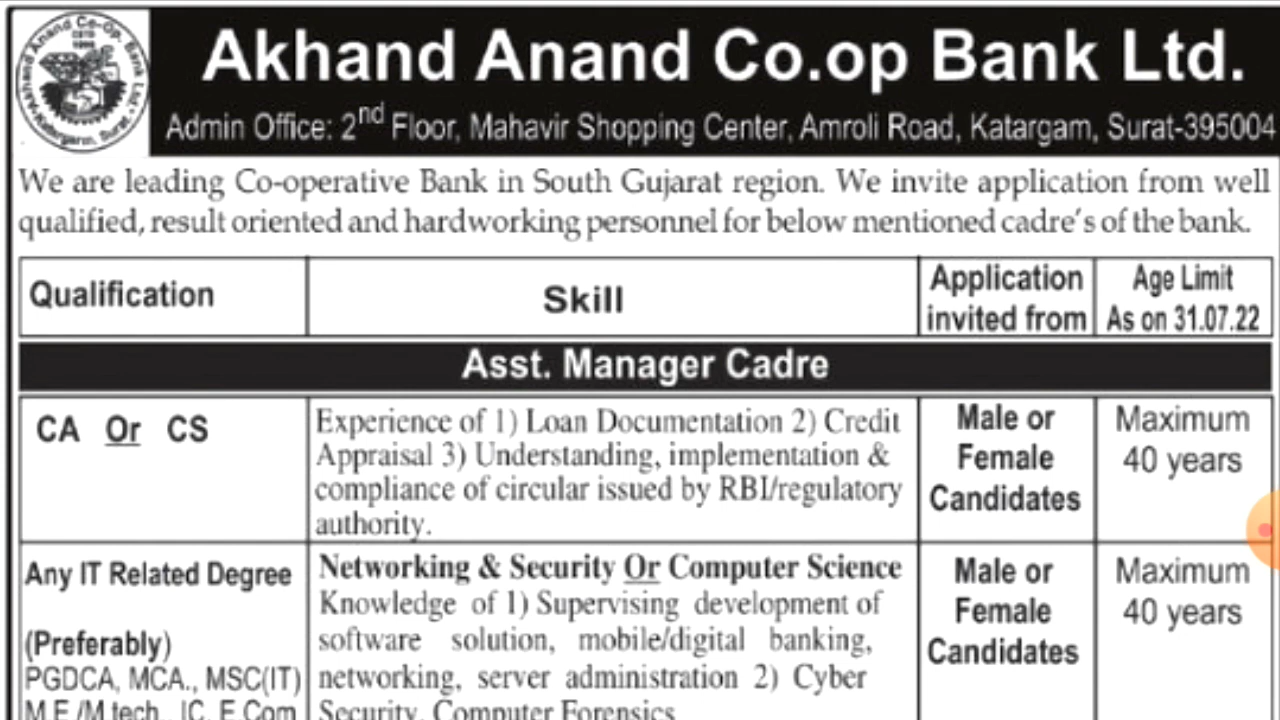 Akhand Anand Co.op Bank Ltd.
Admin Office: 2nd Floor, Mahavir Shopping Center, Amroli Road, Katargam, Surat-395004
We are leading Co-operative Bank in South Gujarat region. We invite application from well
qualified, result oriented and hardworking personnel for below mentioned cadre's of the bank.
Qualification
Skill
Application
invited from
Age Limit
As on 31.07.22
Asst. Manager Cadre
CA Or CS
Experience of 1) Loan Documentation 2) Credit
Appraisal 3) Understanding, implementation &
compliance of circular issued by RBI/regulatory
authority.
Male or
Female
Candidates
Maximum
40 years
Any IT Related Degree
(Preferably)
PGDCA, MCA., MSC(IT)
M.E./M.tech., IC, E.Com
Networking & Security Or Computer Science
Knowledge of 1) Supervising development of
software solution, mobile/digital banking,
networking, server administration 2) Cyber
Security, Computer Forensics
Male or
Female
Candidates
Maximum
40 years